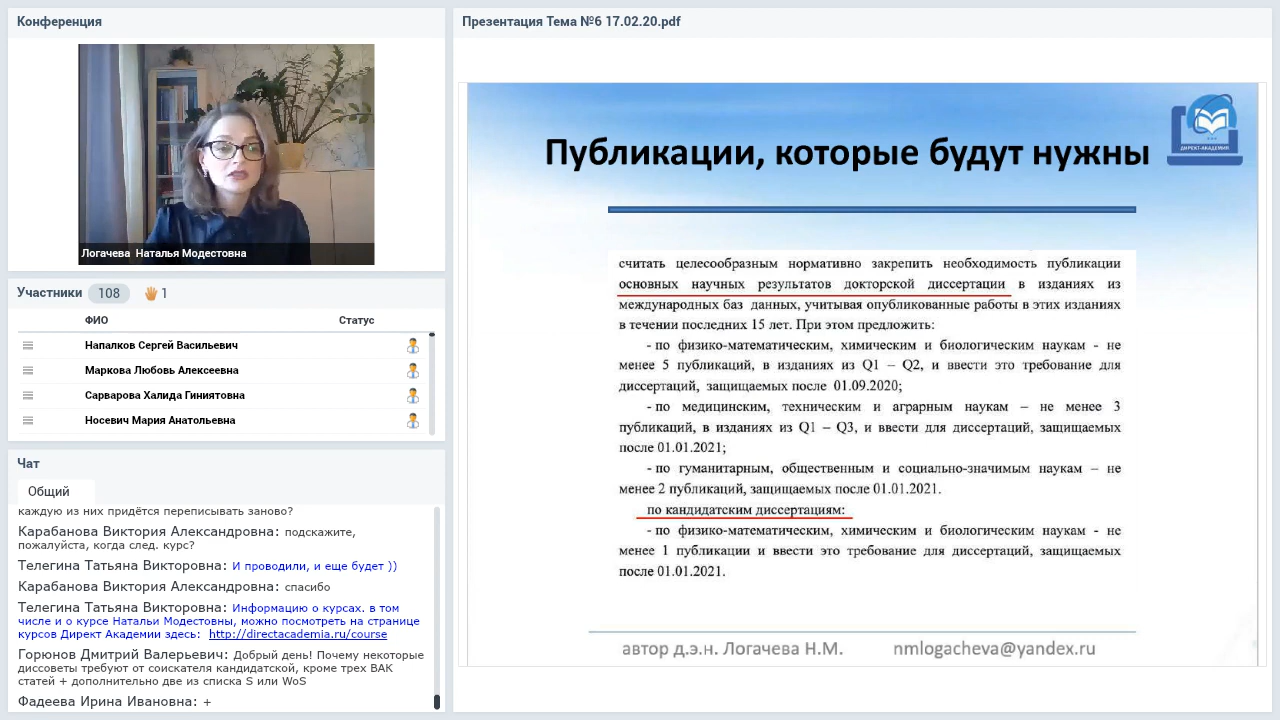 Конференция
Логачева Наталья Модестовна
Участники 108 1
ФИО Статус
Напалков Сергей Васильевич
Маркова Любовь Алексеевна
Сарварова Халида Гиниятовна
Носевич Мария Анатольевна
Чат
Общий
каждую из них придётся переписывать заново?
Карабанова Виктория Александровна: подскажите,
пожалуйста, когда след. курс?
Телегина Татьяна Викторовна: И проводили, и еще будет ))
Карабанова Виктория Александровна: спасибо
Телегина Татьяна Викторовна: Информацию о курсах. в том
числе и о курсе Натальи Модестовны, можно посмотреть на странице
курсов Директ Академии здесь: http://directacademia.ru/course
Горюнов Дмитрий Валерьевич: Добрый день! Почему некоторые
диссоветы требуют от соискателя кандидатской, кроме трех ВАК
статей + дополнительно две из списка S или WoS
Фадеева Ирина Ивановна: +
Презентация Тема №6 17.02.20.pdf
Публикации, которые будут нужны
ДИРЕКТ-АКАДЕМИЯ
считать целесообразным нормативно закрепить необходимость публикации
основных научных результатов докторской диссертации в изданиях из
международных баз данных, учитывая опубликованные работы в этих изданиях
в течении последних 15 лет. При этом предложить:
- по физико-математическим, химическим и биологическим наукам - не
менее 5 публикаций, в изданиях из Q1 – Q2, и ввести это требование для
диссертаций, защищаемых после 01.09.2020;
- по медицинским, техническим и аграрным наукам – не менее 3
публикаций, в изданиях из Q1 – Q3, и ввести для диссертаций, защищаемых
после 01.01.2021;
- по гуманитарным, общественным и социально-значимым наукам – не
менее 2 публикаций, защищаемых после 01.01.2021.
по кандидатским диссертациям:
- по физико-математическим, химическим и биологическим наукам - не
менее 1 публикации и ввести это требование для диссертаций, защищаемых
после 01.01.2021.
автор д.э.н. Логачева Н.М. nmlogacheva@yandex.ru